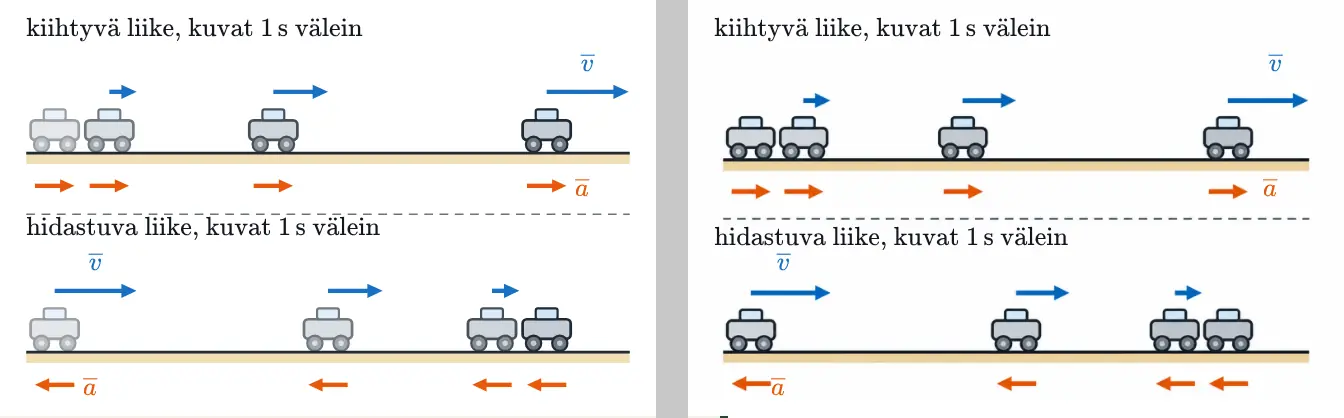 kiihtyvä liike, kuvat 1 s välein
v̅
a̅
hidastuva liike, kuvat 1 s välein
v̅
a̅
kiihtyvä liike, kuvat 1 s välein
v̅
a̅
hidastuva liike, kuvat 1 s välein
v̅
a̅